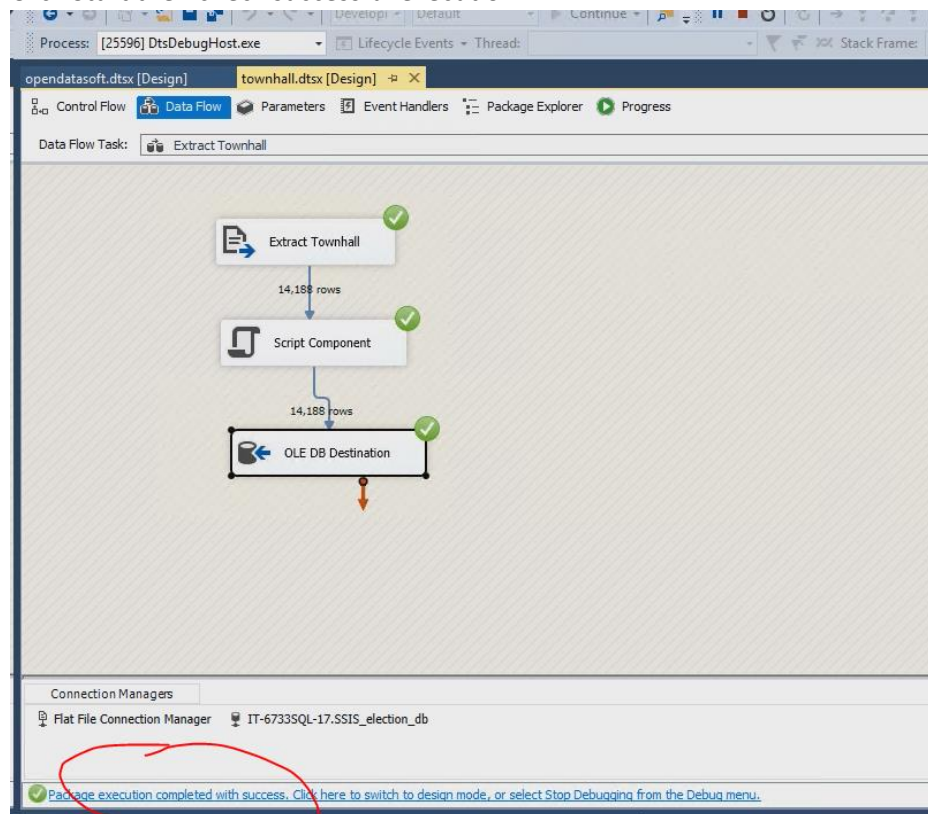 Developi Default Continue
Process: [25596] DtsDebugHost.exe Lifecycle Events Thread: Stack Frame:
opendatasoft.dtsx [Design] townhall.dtsx [Design]
Control Flow Data Flow Parameters Event Handlers Package Explorer Progress
Data Flow Task: Extract Townhall
Extract Townhall
14,188 rows
Script Component
14,188 rows
OLE DB Destination
Connection Managers
Flat File Connection Manager IT-6733SQL-17.SSIS_election_db
Package execution completed with success. Click here to switch to design mode, or select Stop Debugging from the Debug menu.